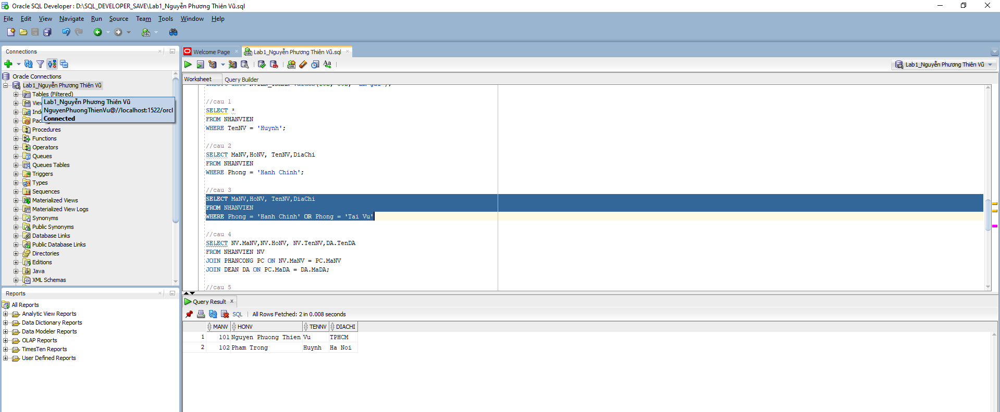 Oracle SQL Developer : D:\SQL_DEVELOPER_SAVE\Lab1_Nguyễn Phương Thiên Vũ.sql
File Edit View Navigate Run Source Team Tools Window Help
Connections
Oracle Connections
Lab1_Nguyễn Phương Thiên Vũ
Tables (Filtered)
Lab1_Nguyễn Phương Thiên Vũ
NguyenPhuongThienVu@//localhost:1522/orcl
Connected
Procedures
Functions
Operators
Queues
Queues Tables
Triggers
Types
Sequences
Materialized Views
Materialized View Logs
Synonyms
Public Synonyms
Database Links
Public Database Links
Directories
Editions
Java
XML Schemas
Reports
All Reports
Analytic View Reports
Data Dictionary Reports
Data Modeler Reports
OLAP Reports
TimesTen Reports
User Defined Reports
Welcome Page
Lab1_Nguyễn Phương Thiên Vũ.sql
Lab1_Nguyễn Phương Thiên Vũ
Worksheet Query Builder
//cau 1
SELECT *
FROM NHANVIEN
WHERE TenNV = 'Huynh';
//cau 2
SELECT MaNV,HoNV, TenNV,DiaChi
FROM NHANVIEN
WHERE Phong = 'Hanh Chinh';
//cau 3
SELECT MaNV,HoNV, TenNV,DiaChi
FROM NHANVIEN
WHERE Phong = 'Hanh Chinh' OR Phong = 'Tai Vu'
//cau 4
SELECT NV.MaNV,NV.HoNV, NV.TenNV,DA.TenDA
FROM NHANVIEN NV
JOIN PHANCONG PC ON NV.MaNV = PC.MaNV
JOIN DEAN DA ON PC.MaDA = DA.MaDA;
//cau 5
Query Result
SQL | All Rows Fetched: 2 in 0.008 seconds
MANV HONV TENNV DIACHI
1 101 Nguyen Phuong Thien Vu TPHCM
2 102 Pham Trong Huynh Ha Noi